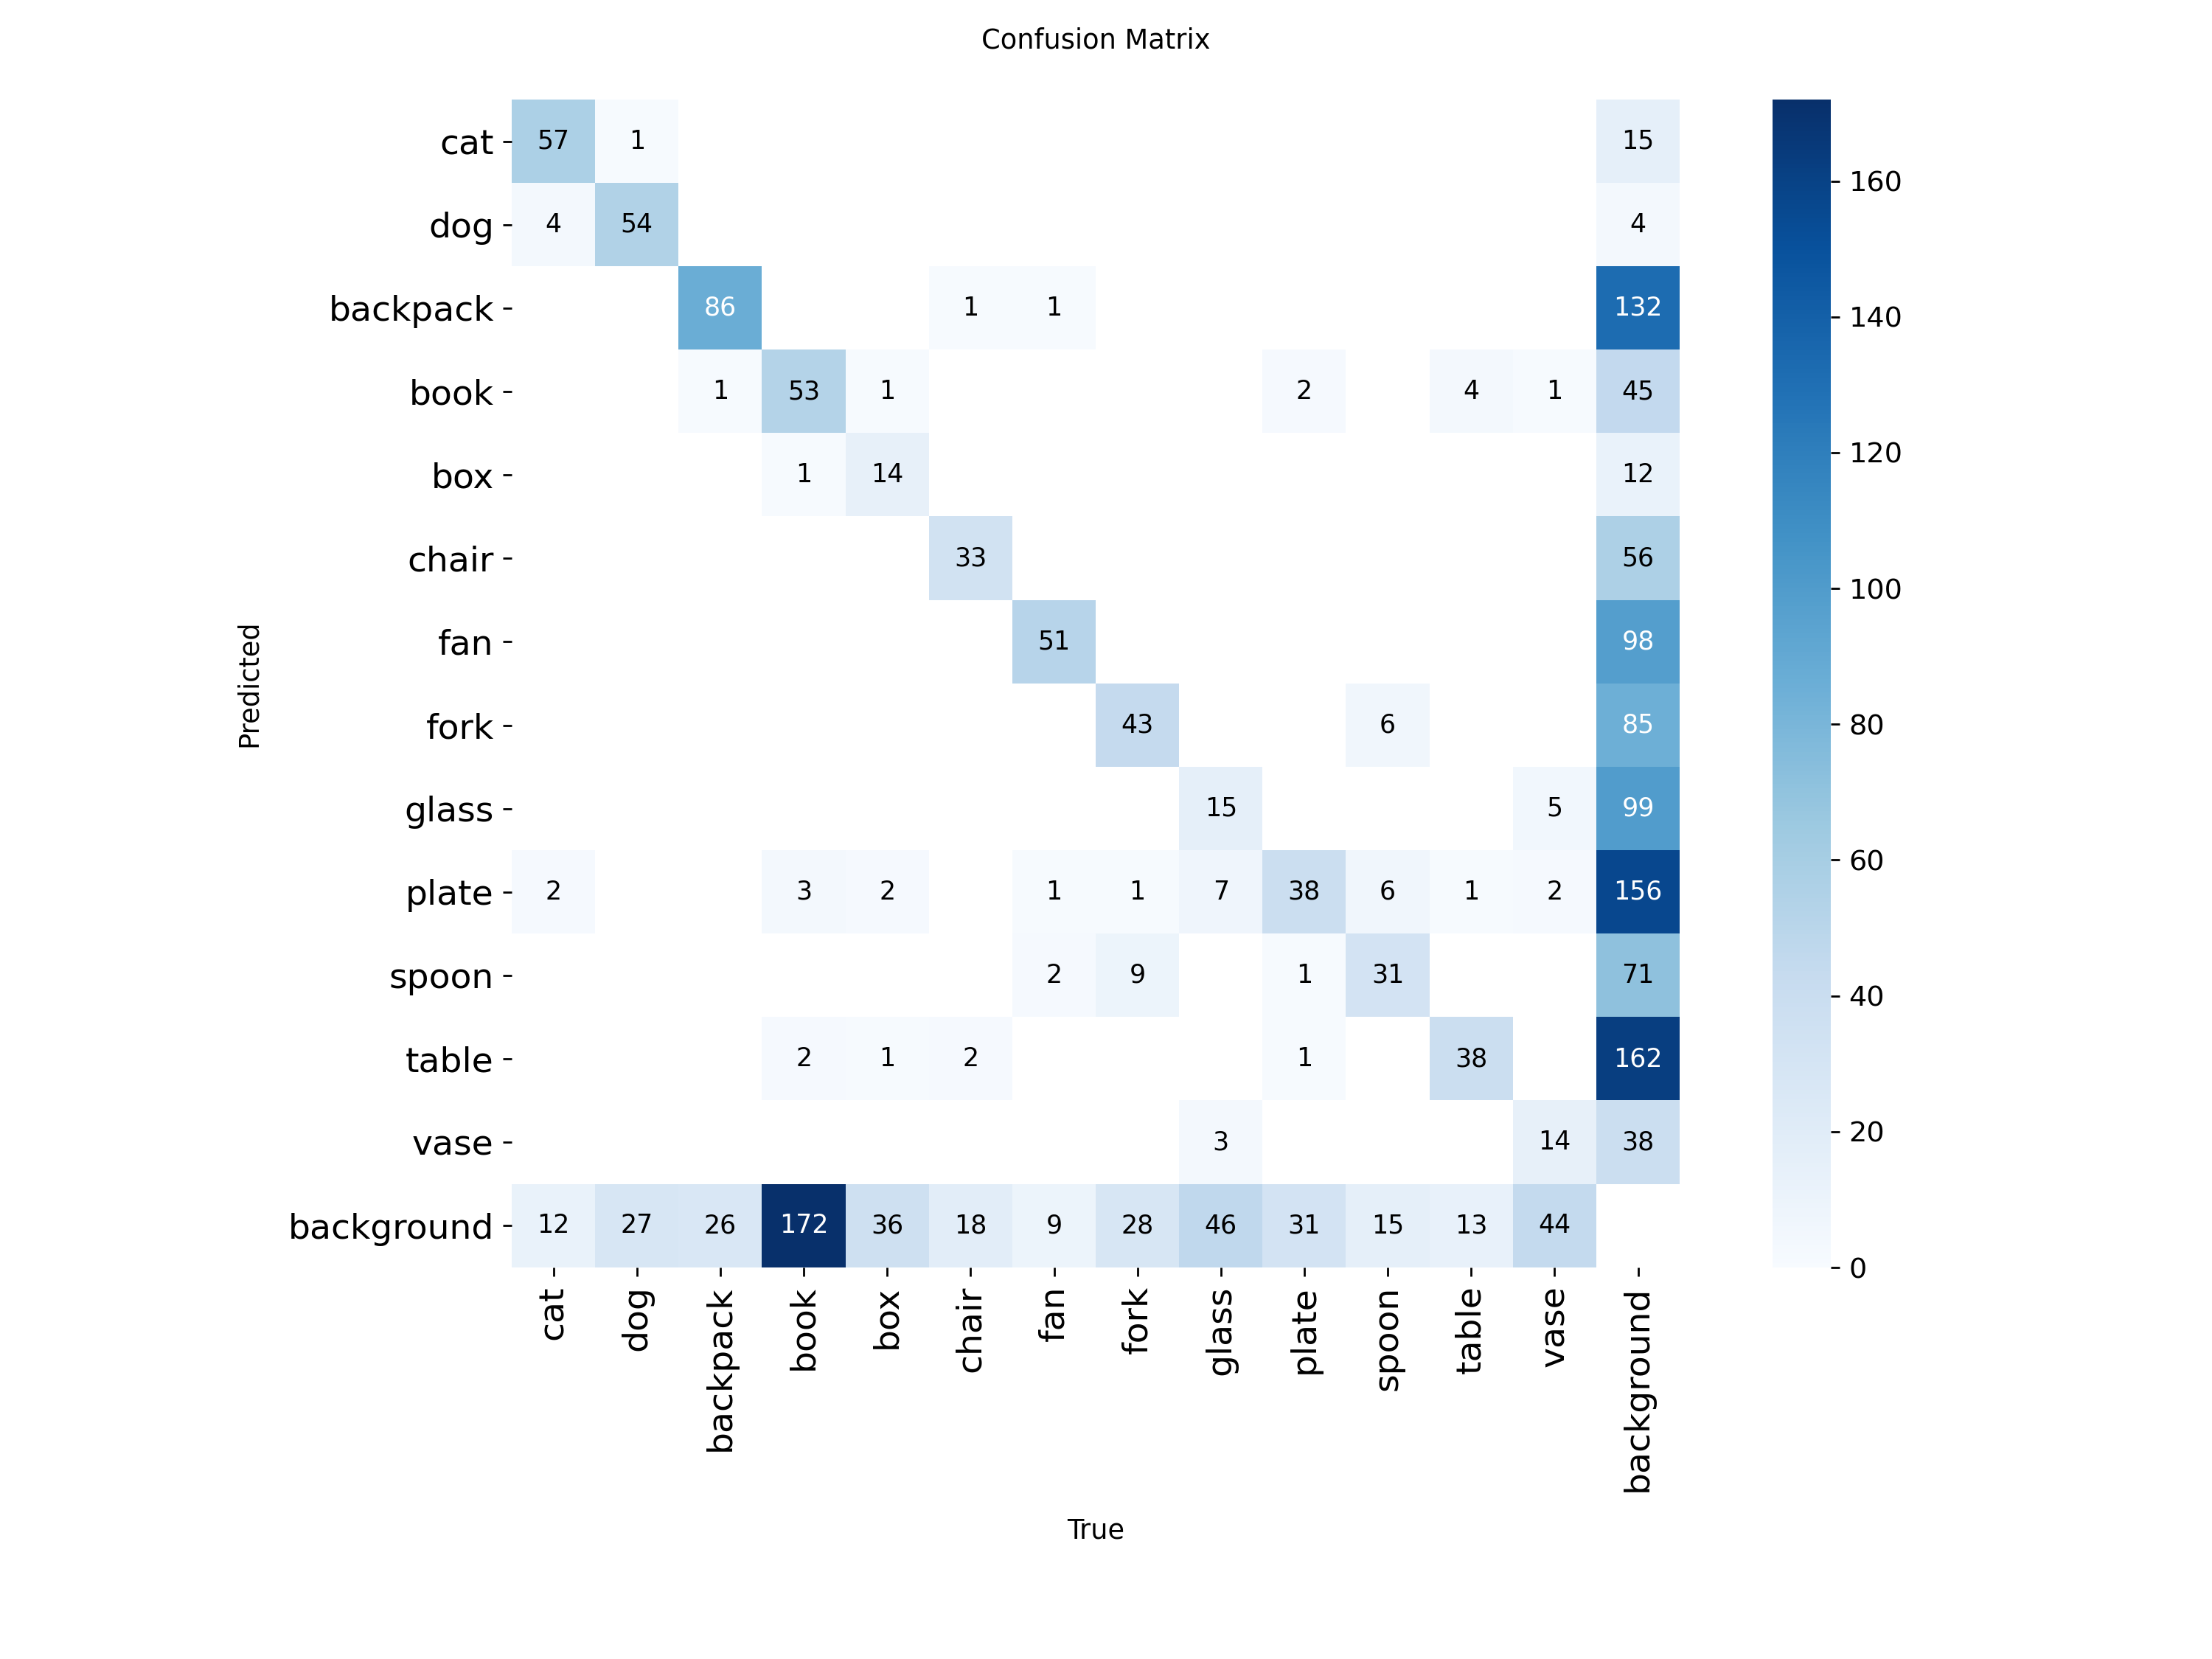 Confusion Matrix
cat 57 1 15
dog 4 54 4
backpack 86 1 1 132
book 1 53 1 2 4 1 45
box 1 14 12
chair 33 56
fan 51 98
fork 43 6 85
glass 15 5 99
plate 2 3 2 1 1 7 38 6 1 2 156
spoon 2 9 1 31 71
table 2 1 2 1 38 162
vase 3 14 38
background 12 27 26 172 36 18 9 28 46 31 15 13 44
cat dog backpack book box chair fan fork glass plate spoon table vase background
True
Predicted
160
140
120
100
80
60
40
20
0